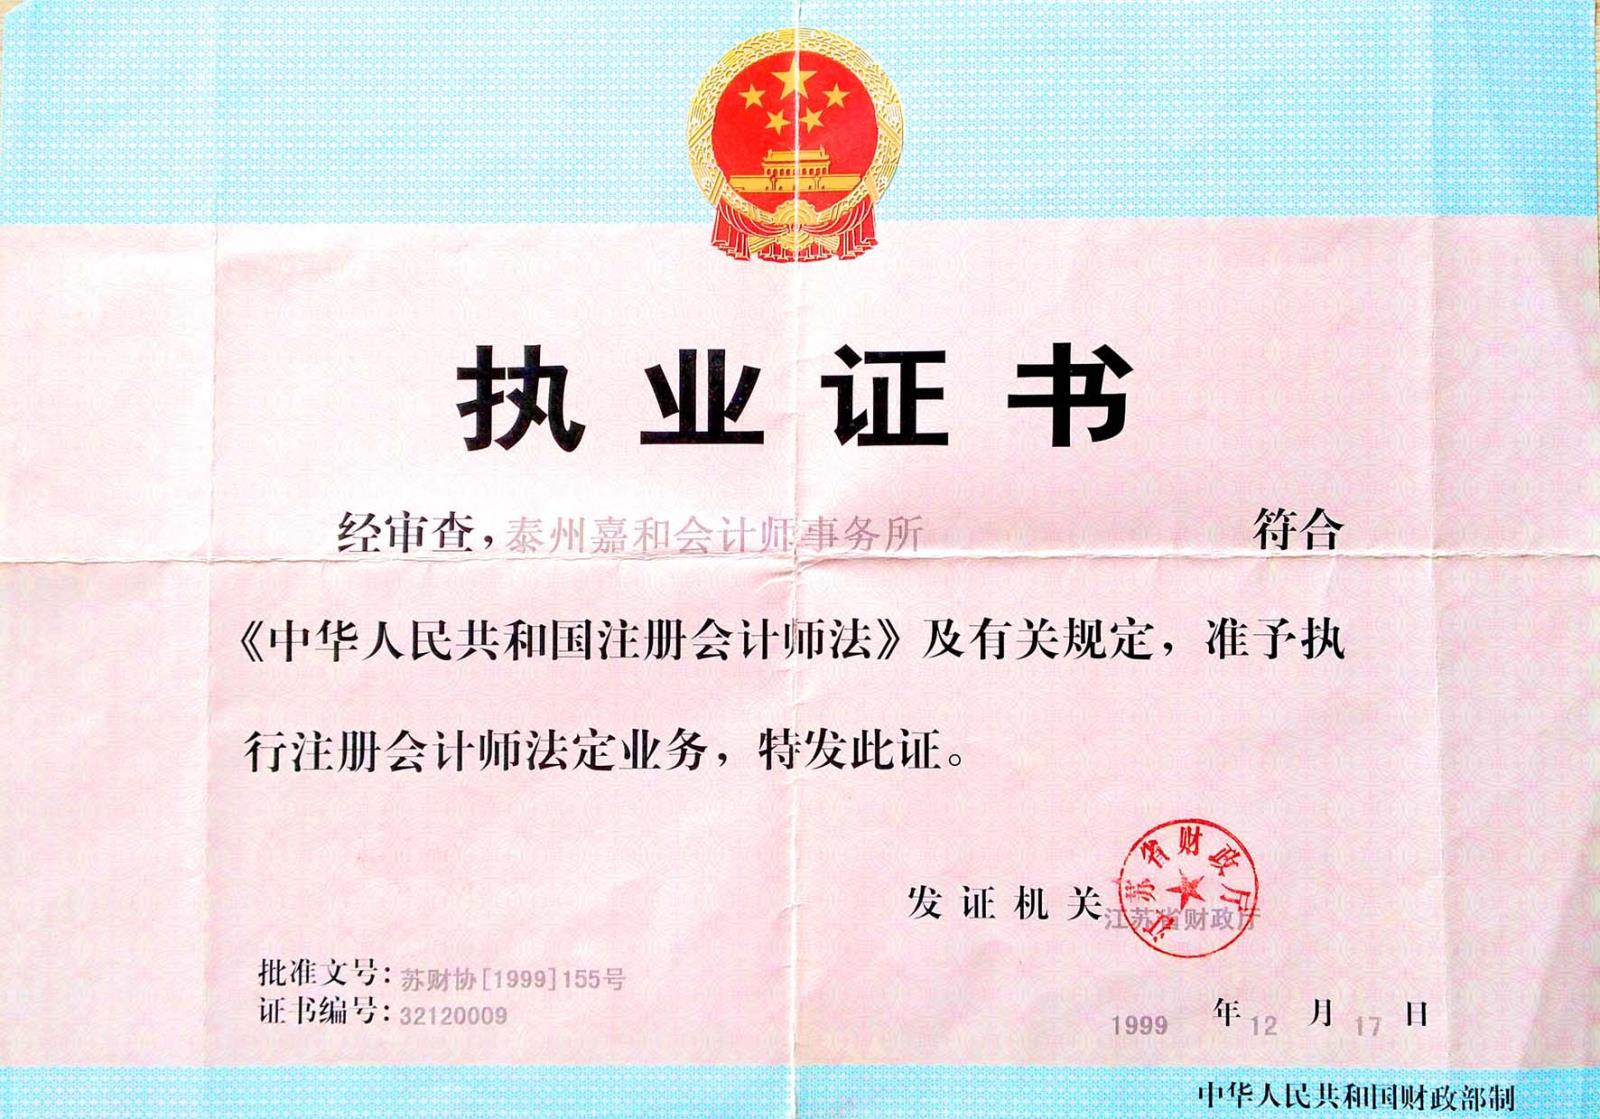 执业证书
经审查,泰州嘉和会计师事务所 符合
《中华人民共和国注册会计师法》及有关规定，准予执
行注册会计师法定业务，特发此证。
发证机关 江苏省财政厅
江苏省财政厅
批准文号:苏财协[1999]155号
证书编号:32120009
1999 年 12 月 17 日
中华人民共和国财政部制